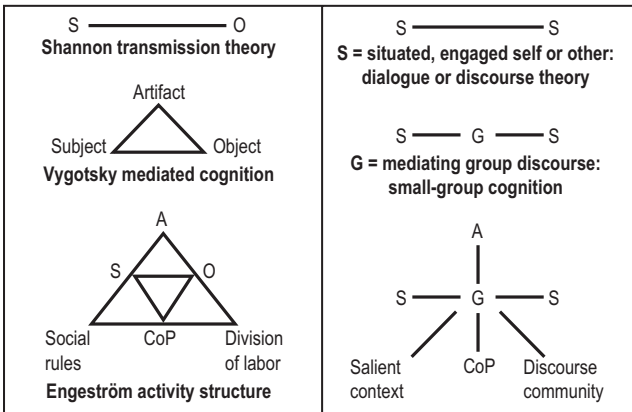 S O
Shannon transmission theory
Artifact
Subject Object
Vygotsky mediated cognition
A
S O
Social CoP Division
rules of labor
Engeström activity structure
S S
S = situated, engaged self or other:
dialogue or discourse theory
S G S
G = mediating group discourse:
small-group cognition
A
S G S
Salient CoP Discourse
context community